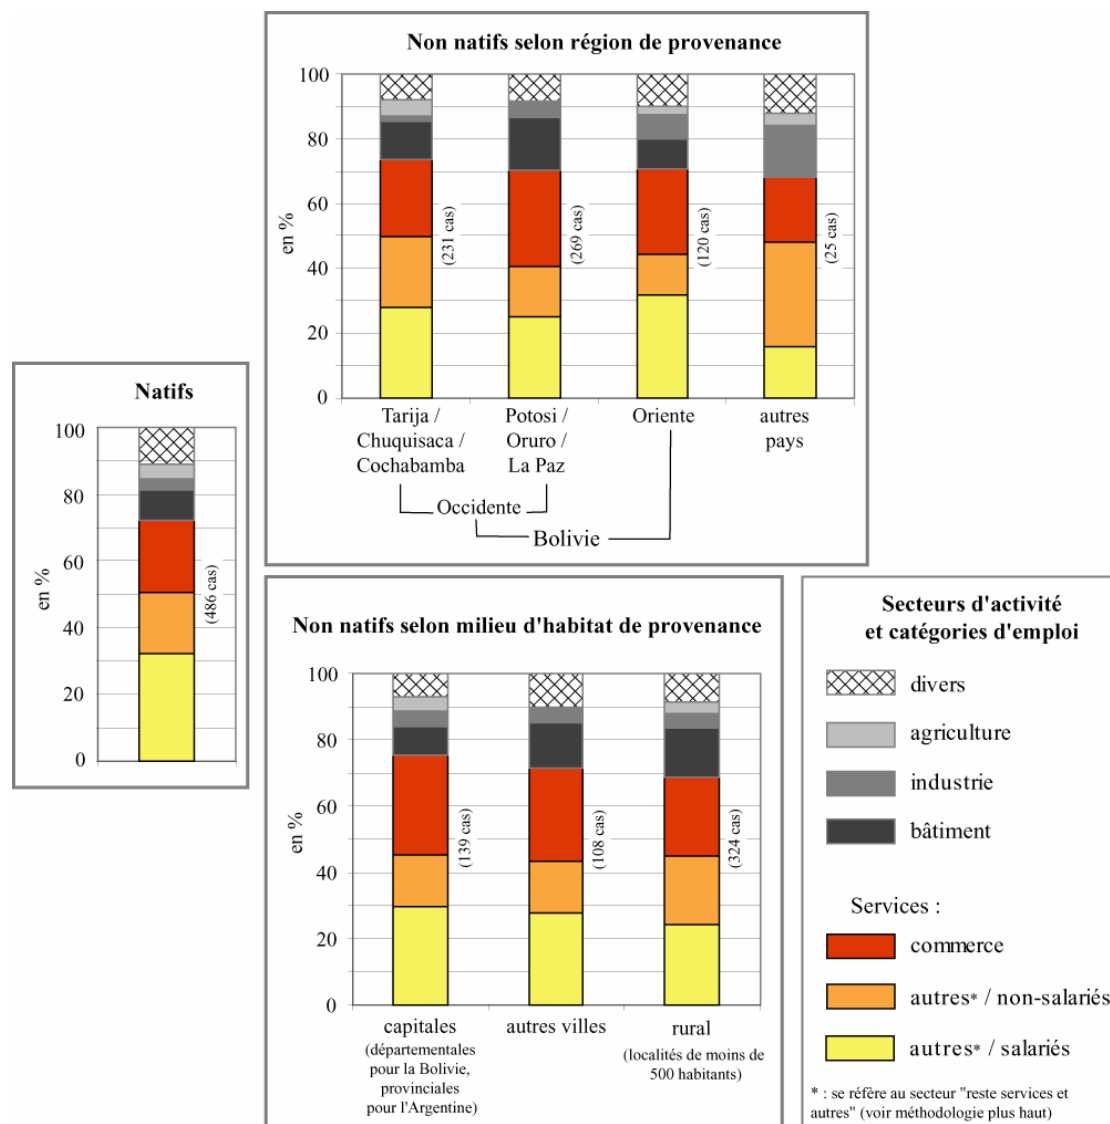 Non natifs selon région de provenance
100
80
60
40
20
0
en %
(231 cas)
(269 cas)
(120 cas)
(25 cas)
Tarija /
Chuquisaca /
Cochabamba
Potosi /
Oruro /
La Paz
Oriente
autres
pays
Occidente
Bolivie
Natifs
100
80
60
40
20
0
en %
(486 cas)
Non natifs selon milieu d'habitat de provenance
100
80
60
40
20
0
en %
(139 cas)
(108 cas)
(324 cas)
capitales
(départementales
pour la Bolivie,
provinciales
pour l'Argentine)
autres villes
rural
(localités de moins de
500 habitants)
Secteurs d'activité
et catégories d'emploi
divers
agriculture
industrie
bâtiment
Services :
commerce
autres* / non-salariés
autres* / salariés
* : se réfère au secteur "reste services et
autres" (voir méthodologie plus haut)